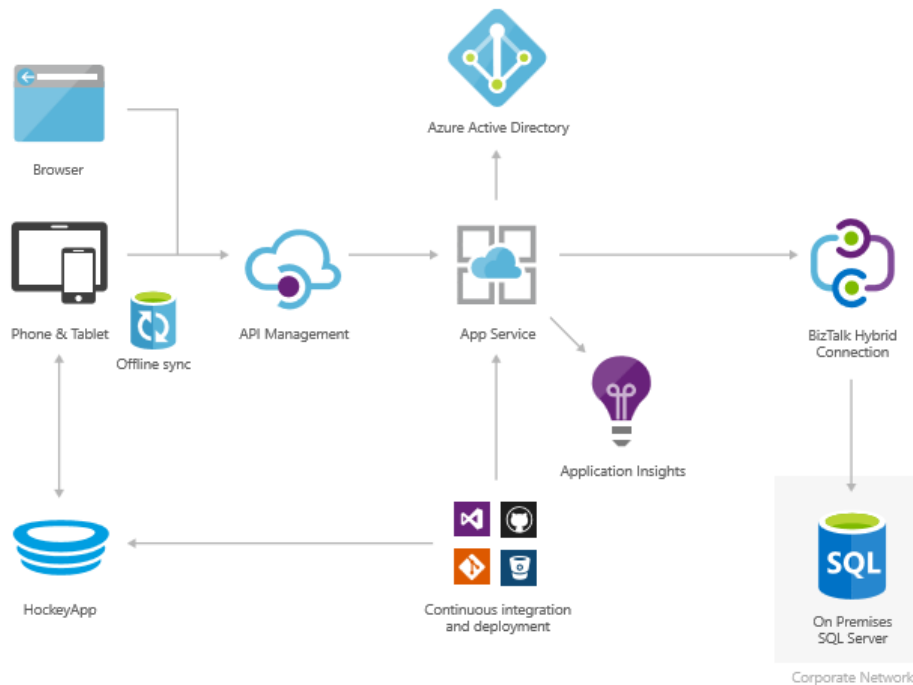 Azure Active Directory
Browser
Phone & Tablet
Offline sync
API Management
App Service
BizTalk Hybrid
Connection
Application Insights
HockeyApp
Continuous integration
and deployment
SQL
On Premises
SQL Server
Corporate Network